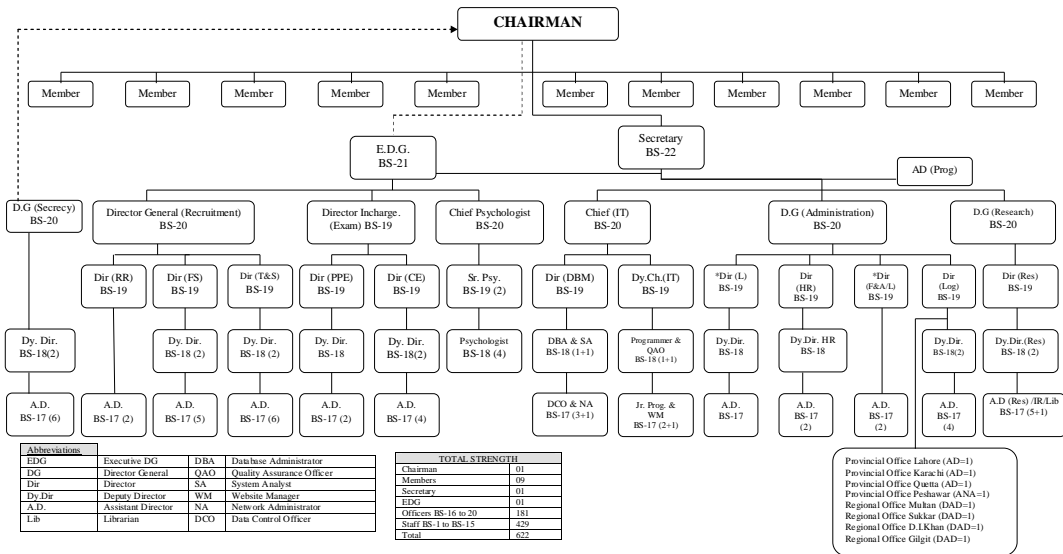 CHAIRMAN
Member Member Member Member Member Member Member Member Member Member Member
E.D.G.
BS-21
Secretary
BS-22
AD (Prog)
D.G (Secrecy)
BS-20
Director General (Recruitment)
BS-20
Director Incharge.
(Exam) BS-19
Chief Psychologist
BS-20
Chief (IT)
BS-20
D.G (Administration)
BS-20
D.G (Research)
BS-20
Dir (RR)
BS-19
Dir (FS)
BS-19
Dir (T&S)
BS-19
Dir (PPE)
BS-19
Dir (CE)
BS-19
Sr. Psy.
BS-19 (2)
Dir (DBM)
BS-19
Dy.Ch.(IT)
BS-19
*Dir (L)
BS-19
Dir
(HR)
BS-19
*Dir
(F&A/L)
BS-19
Dir
(Log)
BS-19
Dir (Res)
BS-19
Dy. Dir.
BS-18(2)
Dy. Dir.
BS-18 (2)
Dy. Dir.
BS-18 (2)
Dy. Dir.
BS-18
Dy. Dir.
BS-18(2)
Psychologist
BS-18 (4)
DBA & SA
BS-18 (1+1)
Programmer &
QAO
BS-18 (1+1)
Dy.Dir.
BS-18
Dy.Dir. HR
BS-18
Dy.Dir.
BS-18(2)
Dy.Dir.(Res)
BS-18 (2)
A.D.
BS-17 (6)
A.D.
BS-17 (2)
A.D.
BS-17 (5)
A.D.
BS-17 (6)
A.D.
BS-17 (2)
A.D.
BS-17 (4)
DCO & NA
BS-17 (3+1)
Jr. Prog. &
WM
BS-17 (2+1)
A.D.
BS-17
A.D.
BS-17
(2)
A.D.
BS-17
(2)
A.D.
BS-17
(4)
A.D (Res) /IR/Lib
BS-17 (5+1)
Abbreviations
EDG Executive DG DBA Database Administrator
DG Director General QAO Quality Assurance Officer
Dir Director SA System Analyst
Dy.Dir Deputy Director WM Website Manager
A.D. Assistant Director NA Network Administrator
Lib Librarian DCO Data Control Officer
TOTAL STRENGTH
Chairman 01
Members 09
Secretary 01
EDG 01
Officers BS-16 to 20 181
Staff BS-1 to BS-15 429
Total 622
Provincial Office Lahore (AD=1)
Provincial Office Karachi (AD=1)
Provincial Office Quetta (AD=1)
Provincial Office Peshawar (ANA=1)
Regional Office Multan (DAD=1)
Regional Office Sukkar (DAD=1)
Regional Office D.I.Khan (DAD=1)
Regional Office Gilgit (DAD=1)